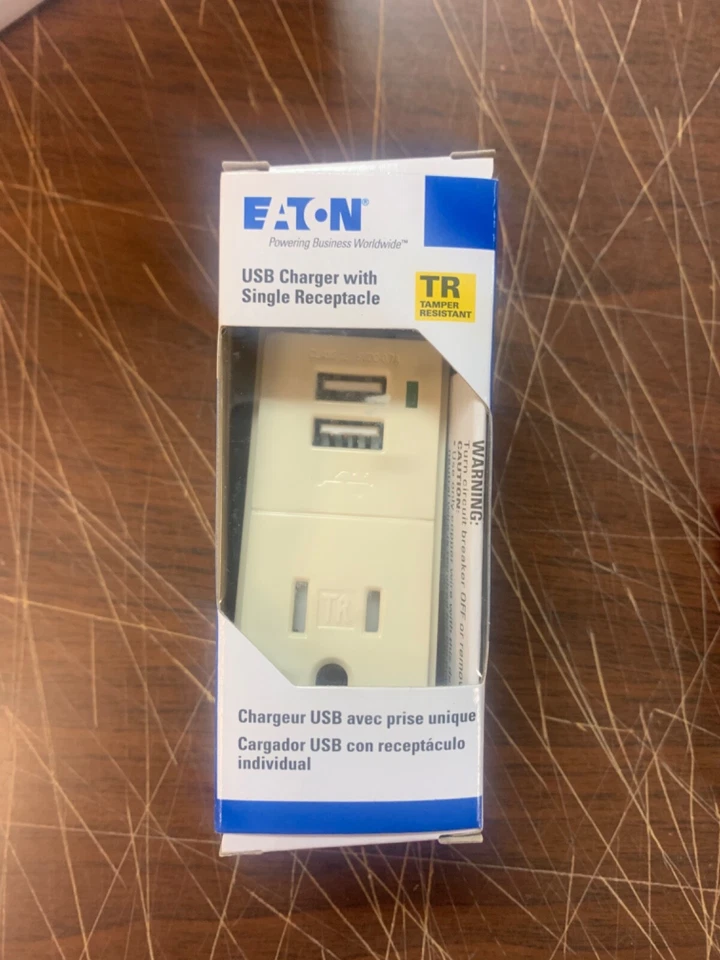 EATON®
Powering Business Worldwide™
USB Charger with
Single Receptacle
TR
TAMPER
RESISTANT
WARNING:
Turn circuit breaker OFF or
CAUTION:
TR
Chargeur USB avec prise unique
Cargador USB con receptáculo
individual